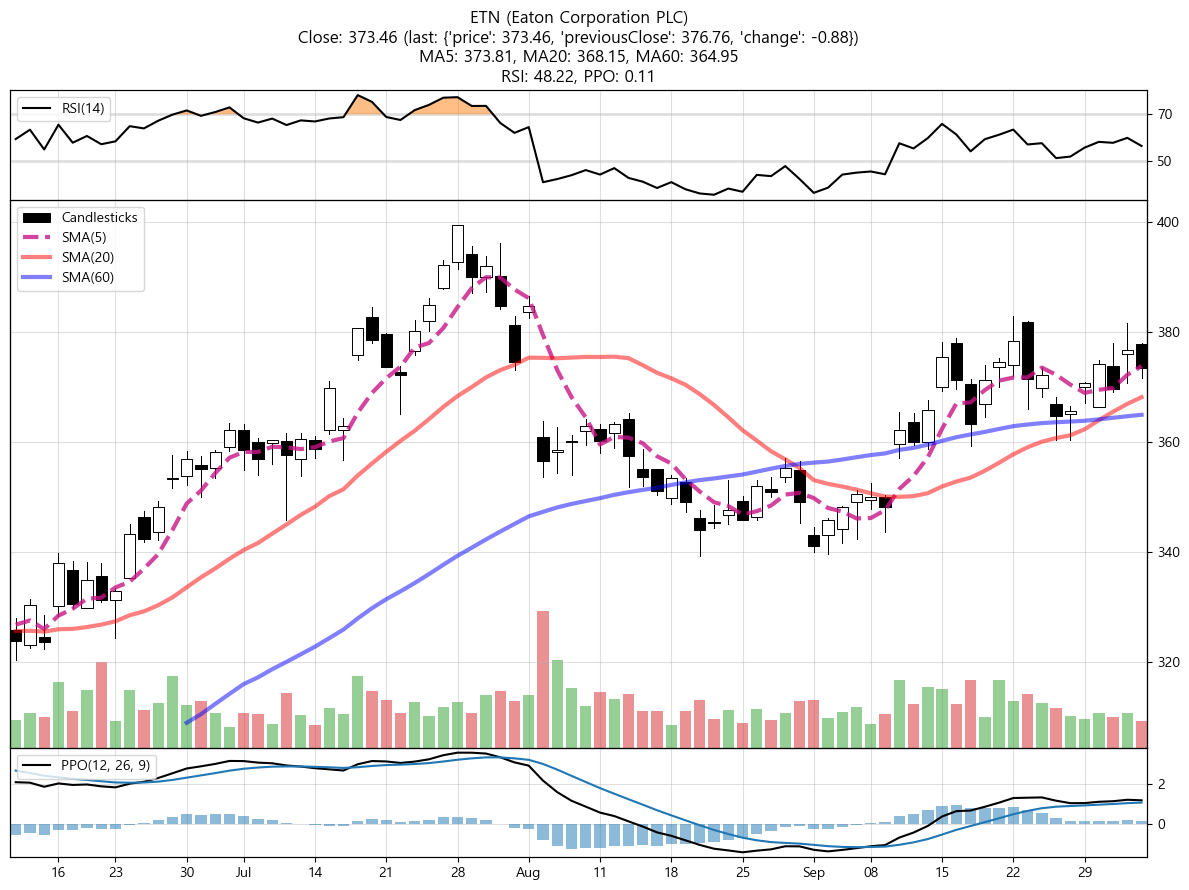 ETN (Eaton Corporation PLC)
Close: 373.46 (last: {'price': 373.46, 'previousClose': 376.76, 'change': -0.88})
MA5: 373.81, MA20: 368.15, MA60: 364.95
RSI: 48.22, PPO: 0.11
RSI(14)
70
50
Candlesticks
SMA(5)
SMA(20)
SMA(60)
400
380
360
340
320
PPO(12, 26, 9)
2
0
16 23 30 Jul 14 21 28 Aug 11 18 25 Sep 08 15 22 29